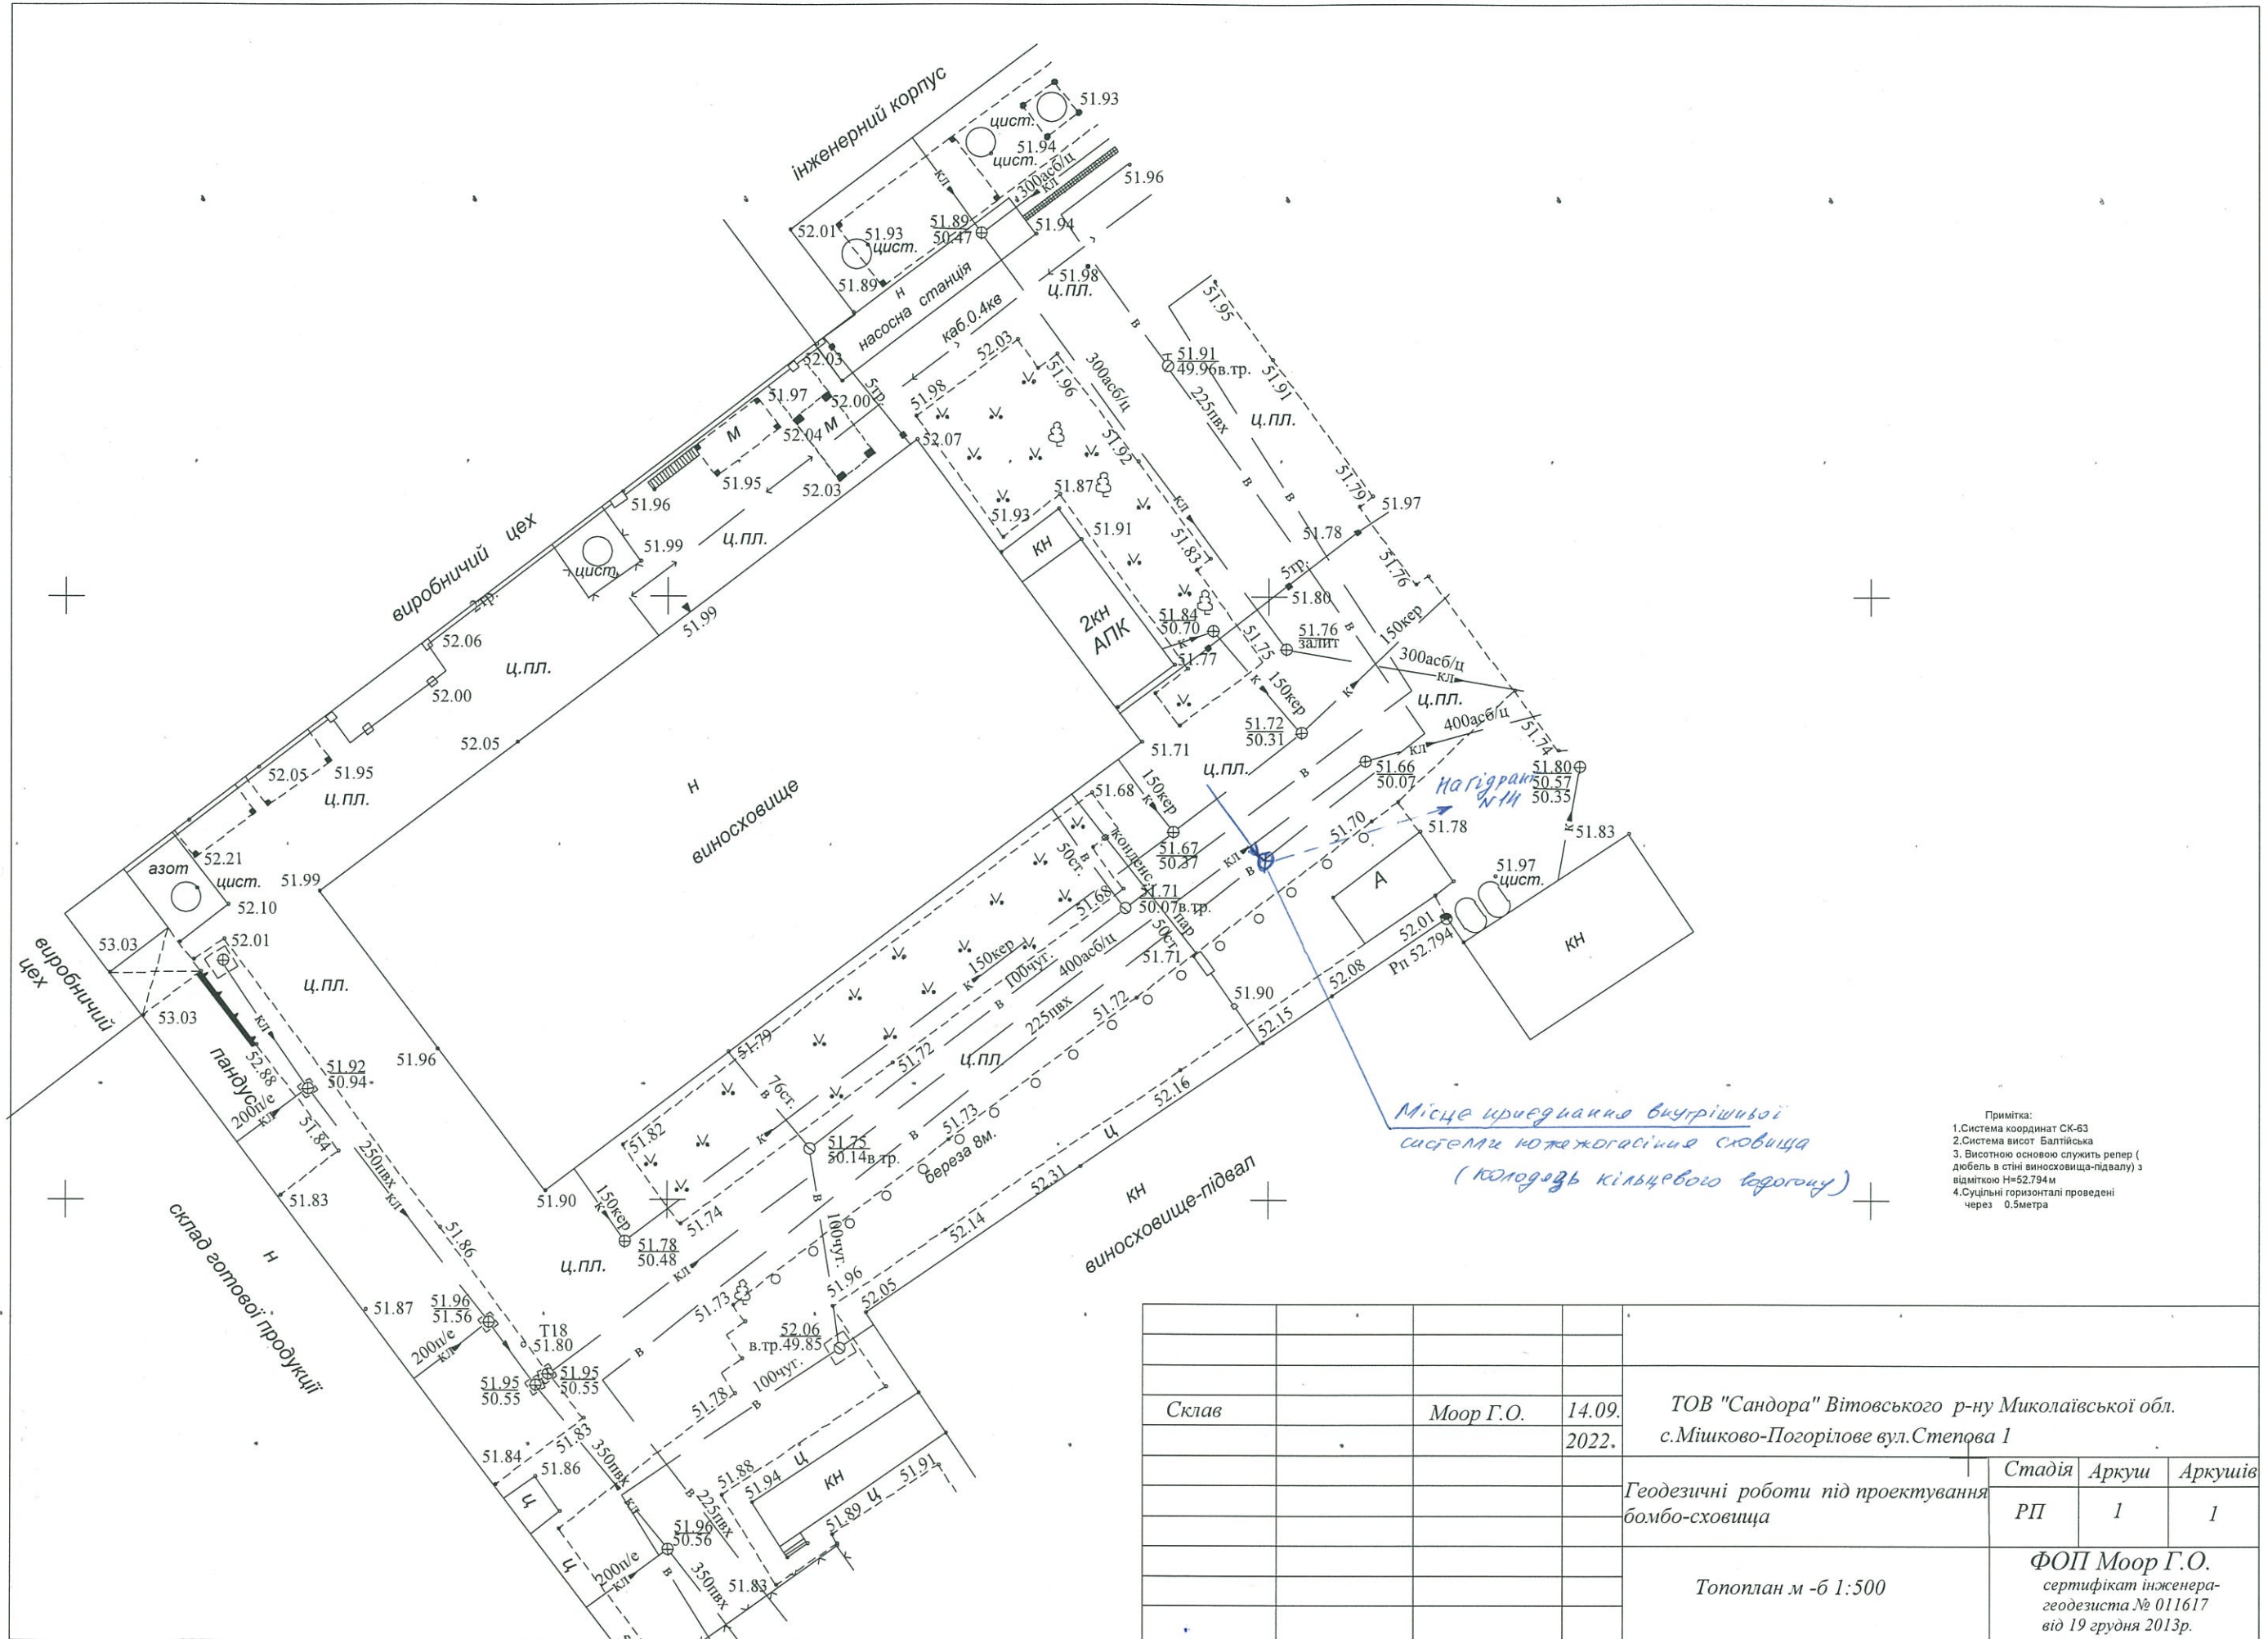 інженерний корпус
51.93
цист.
51.94
цист.
300асб/ц
кл
кл
51.96
51.89
50.47
51.94
52.01
51.93
цист.
51.89
н
насосна станція
51.98
ц.пл.
каб.0.4кв
52.03
51.95
в
51.91
49.96в.тр.
52.03
5тр.
51.98
51.96
300асб/ц
225пвх
51.91
ц.пл.
51.97
52.00
м
52.04
м
52.07
51.92
51.95
52.03
51.87
51.79
51.97
51.96
51.93
51.91
кл
в
в
51.78
виробничий цех
51.99
ц.пл.
кн
51.83
51.76
цист.
5тр.
51.80
2тр.
51.99
2кн
АПК
51.84
50.70
к
51.76
залит
в
150кер
52.06
ц.пл.
51.77
51.75
300асб/ц
кл
52.00
к
150кер
к
ц.пл.
400асб/ц
51.72
50.31
51.74
52.05
51.71
кл
52.05
51.95
ц.пл.
н
виносховище
ц.пл.
в
51.66
50.07
На гідрант
N14
51.80
50.57
50.35
150кер
к
51.68
51.70
51.78
к
51.83
52.21
азот
цист.
51.99
в
50ст.
конденс.
51.67
50.37
кл
в
51.97
цист.
А
52.10
51.68
51.71
50.07в.тр.
пар
50ст.
52.01
Рп 52.794
кн
53.03
52.01
виробничий
цех
ц.пл.
150кер
к
100чуг.
в
400асб/ц
51.71
52.08
53.03
кл
225пвх
51.72
51.90
52.15
пандус
52.88
51.92
50.94
51.96
51.79
51.72
ц.пл.
200п/е
кл
51.84
76ст.
в
в
52.16
250пвх
кл
51.82
к
51.75
50.14в.тр.
51.73
береза 8м.
ц
52.31
Місце приєднання внутрішньої
системи пожежогасіння сховища
(колодязь кільцевого водогону)
Примітка:
1.Система координат СК-63
2.Система висот Балтійська
3. Висотною основою служить репер (
дюбель в стіні виносховища-підвалу) з
відміткою Н=52.794м
4.Суцільні горизонталі проведені
через 0.5метра
51.83
51.90
150кер
к
51.74
в
100чуг.
52.14
кн
виносховище-підвал
склад готової продукції
н
51.86
51.78
50.48
ц.пл.
кл
51.96
52.05
51.87
51.96
51.56
Т18
51.80
51.73
52.06
в.тр.49.85
200п/е
кл
51.95
50.55
51.95
50.55
в
100чуг.
51.78
в
51.84
51.83
51.86
350пвх
51.88
51.94
ц
кн
51.91
ц
ц
кл
в
225пвх
51.89
51.96
50.56
ц
200п/е
кл
в
350пвх
51.83
в
Склав
Моор Г.О.
14.09.
2022.
ТОВ "Сандора" Вітовського р-ну Миколаївської обл.
с.Мішково-Погорілове вул.Степова 1
Геодезичні роботи під проектування
бомбо-сховища
Стадія
Аркуш
Аркушів
РП
1
1
Топоплан м -б 1:500
ФОП Моор Г.О.
сертифікат інженера-
геодезиста № 011617
від 19 грудня 2013р.